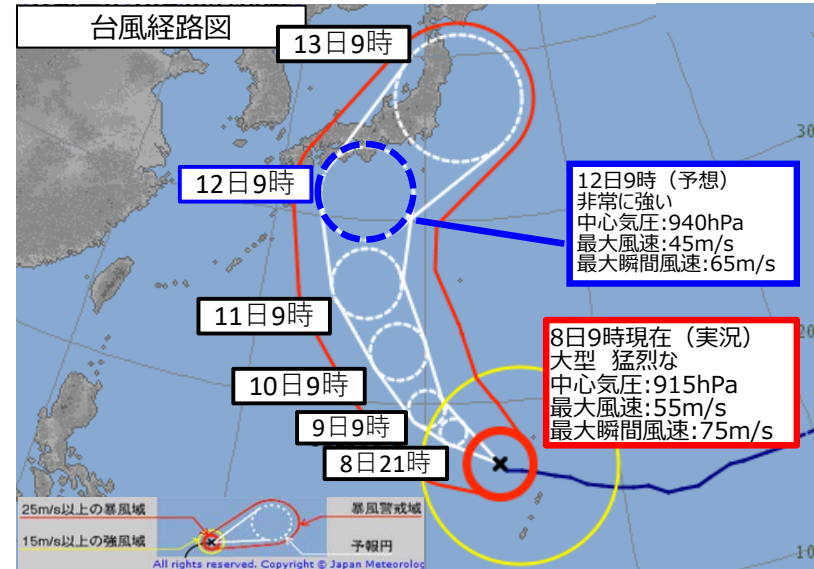 台風経路図
13日9時
30
12日9時
12日9時（予想）
非常に強い
中心気圧:940hPa
最大風速:45m/s
最大瞬間風速:65m/s
11日9時
20
8日9時現在（実況）
大型 猛烈な
中心気圧:915hPa
最大風速:55m/s
最大瞬間風速:75m/s
10日9時
9日9時
8日21時
25m/s以上の暴風域
暴風警戒域
15m/s以上の強風域
予報円
10
All rights reserved. Copyright © Japan Meteorolog